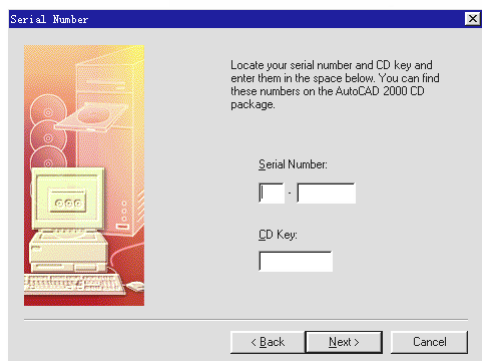 Serial Number
Locate your serial number and CD key and
enter them in the space below. You can find
these numbers on the AutoCAD 2000 CD
package.
Serial Number:
-
CD Key:
< Back Next > Cancel